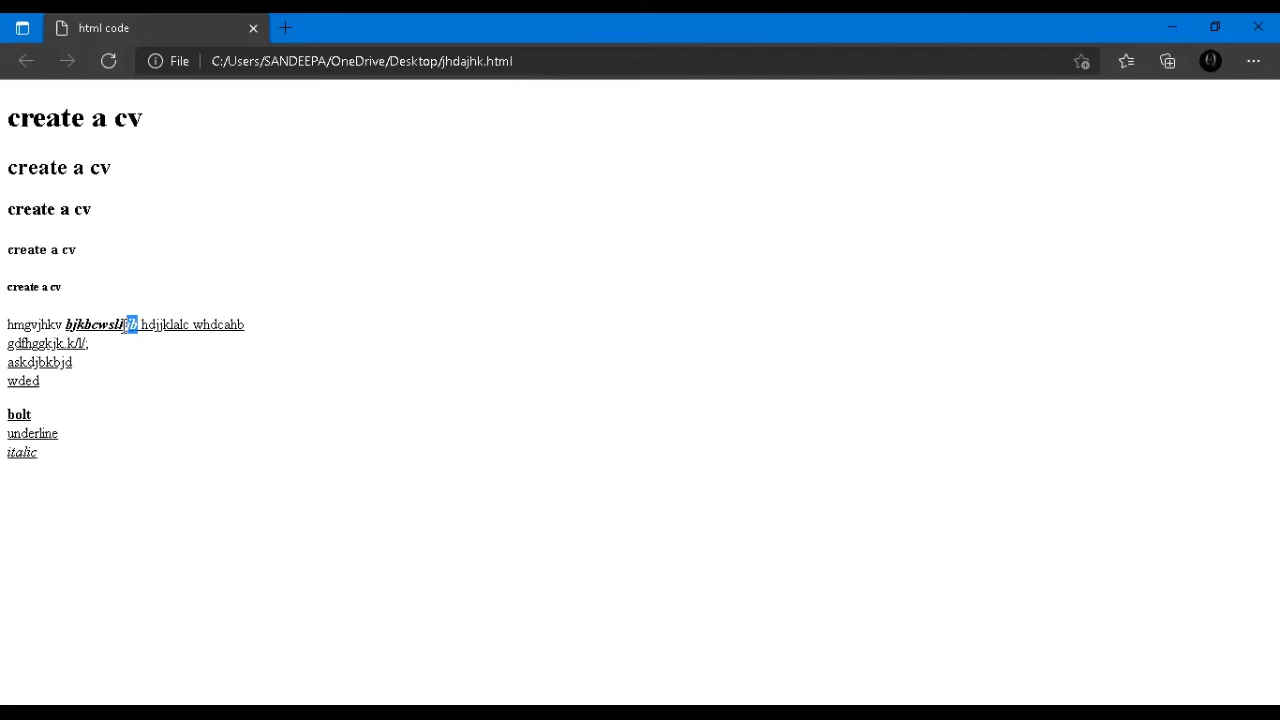 html code
File C:/Users/SANDEEPA/OneDrive/Desktop/jhdajhk.html
create a cv
create a cv
create a cv
create a cv
create a cv
hmgvjhkv hdjjklalc whdcahb
gdfhggkjk.k/l/;
askdjbkbjd
wded
bolt
underline
italic